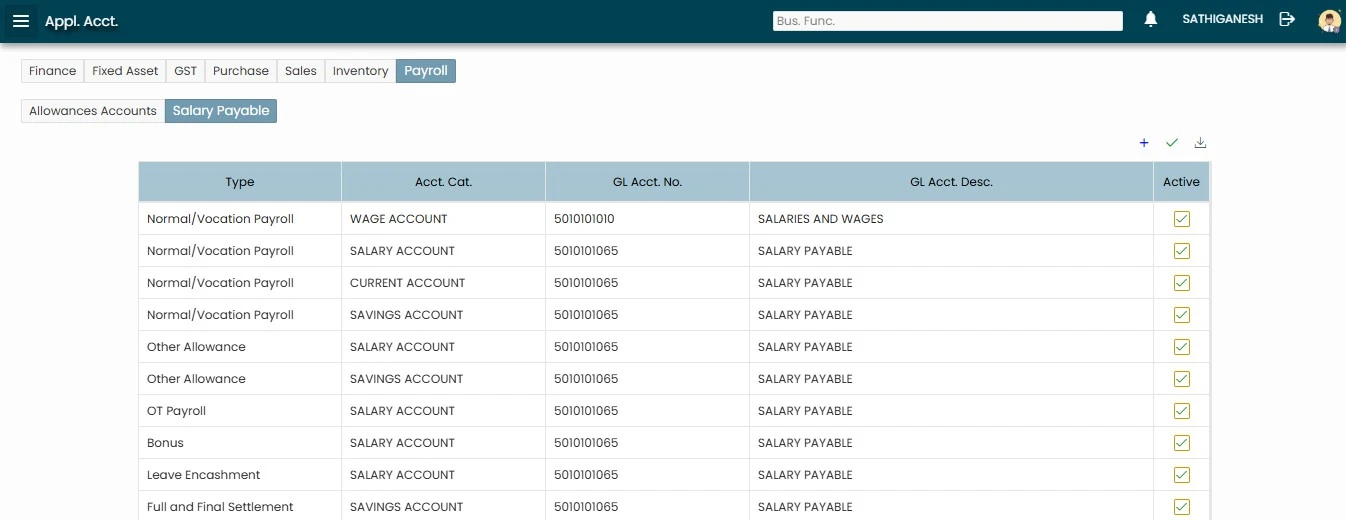 Appl. Acct.
Bus. Func.
SATHIGANESH
Finance Fixed Asset GST Purchase Sales Inventory Payroll
Allowances Accounts Salary Payable
Type Acct. Cat. GL Acct. No. GL Acct. Desc. Active
Normal/Vocation Payroll WAGE ACCOUNT 5010101010 SALARIES AND WAGES
Normal/Vocation Payroll SALARY ACCOUNT 5010101065 SALARY PAYABLE
Normal/Vocation Payroll CURRENT ACCOUNT 5010101065 SALARY PAYABLE
Normal/Vocation Payroll SAVINGS ACCOUNT 5010101065 SALARY PAYABLE
Other Allowance SALARY ACCOUNT 5010101065 SALARY PAYABLE
Other Allowance SAVINGS ACCOUNT 5010101065 SALARY PAYABLE
OT Payroll SALARY ACCOUNT 5010101065 SALARY PAYABLE
Bonus SALARY ACCOUNT 5010101065 SALARY PAYABLE
Leave Encashment SALARY ACCOUNT 5010101065 SALARY PAYABLE
Full and Final Settlement SAVINGS ACCOUNT 5010101065 SALARY PAYABLE